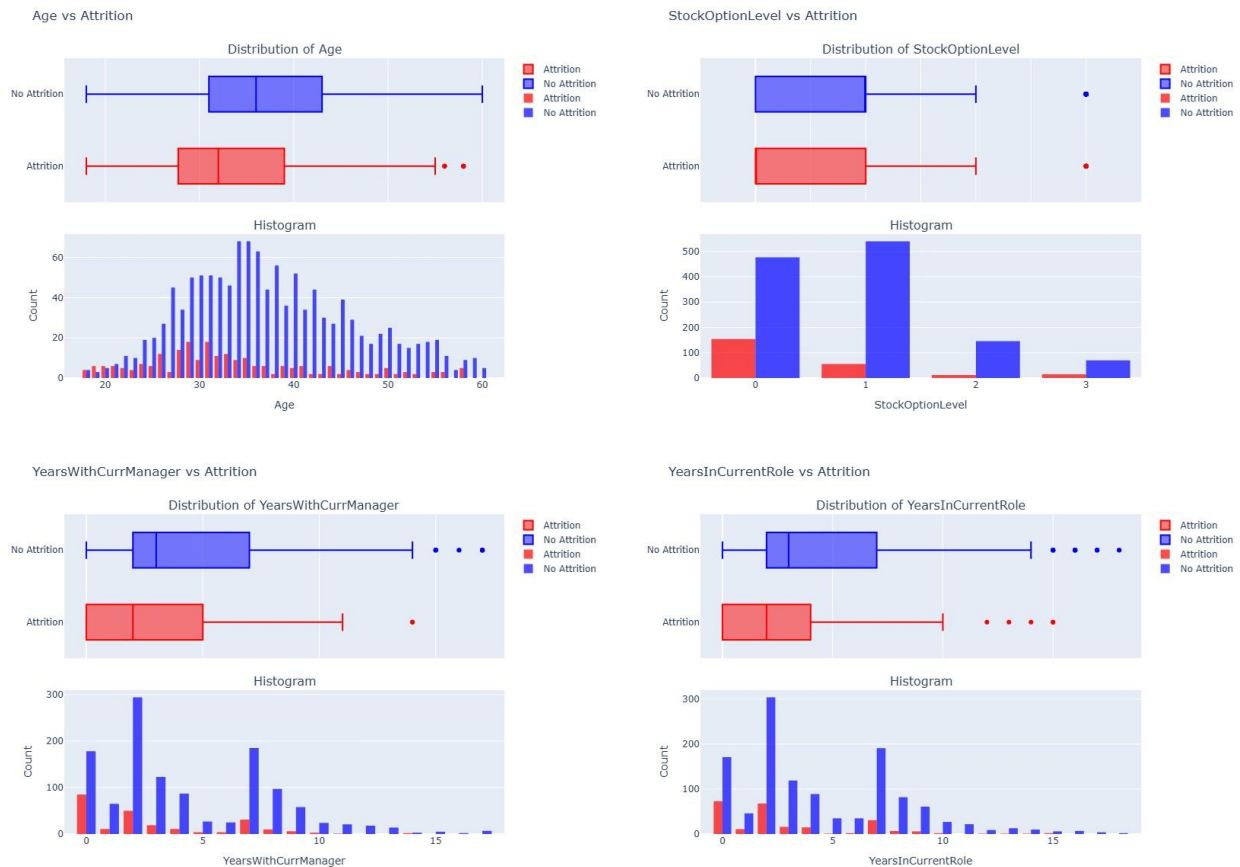 Age vs Attrition
Distribution of Age
No Attrition
Attrition
Attrition
No Attrition
Attrition
No Attrition
Histogram
Count
60
40
20
0
20
30
40
50
60
Age
StockOptionLevel vs Attrition
Distribution of StockOptionLevel
No Attrition
Attrition
Attrition
No Attrition
Attrition
No Attrition
Histogram
Count
500
400
300
200
100
0
0
1
2
3
StockOptionLevel
YearsWithCurrManager vs Attrition
Distribution of YearsWithCurrManager
No Attrition
Attrition
Attrition
No Attrition
Attrition
No Attrition
Histogram
Count
300
200
100
0
0
5
10
15
YearsWithCurrManager
YearsInCurrentRole vs Attrition
Distribution of YearsInCurrentRole
No Attrition
Attrition
Attrition
No Attrition
Attrition
No Attrition
Histogram
Count
300
200
100
0
0
5
10
15
YearsInCurrentRole